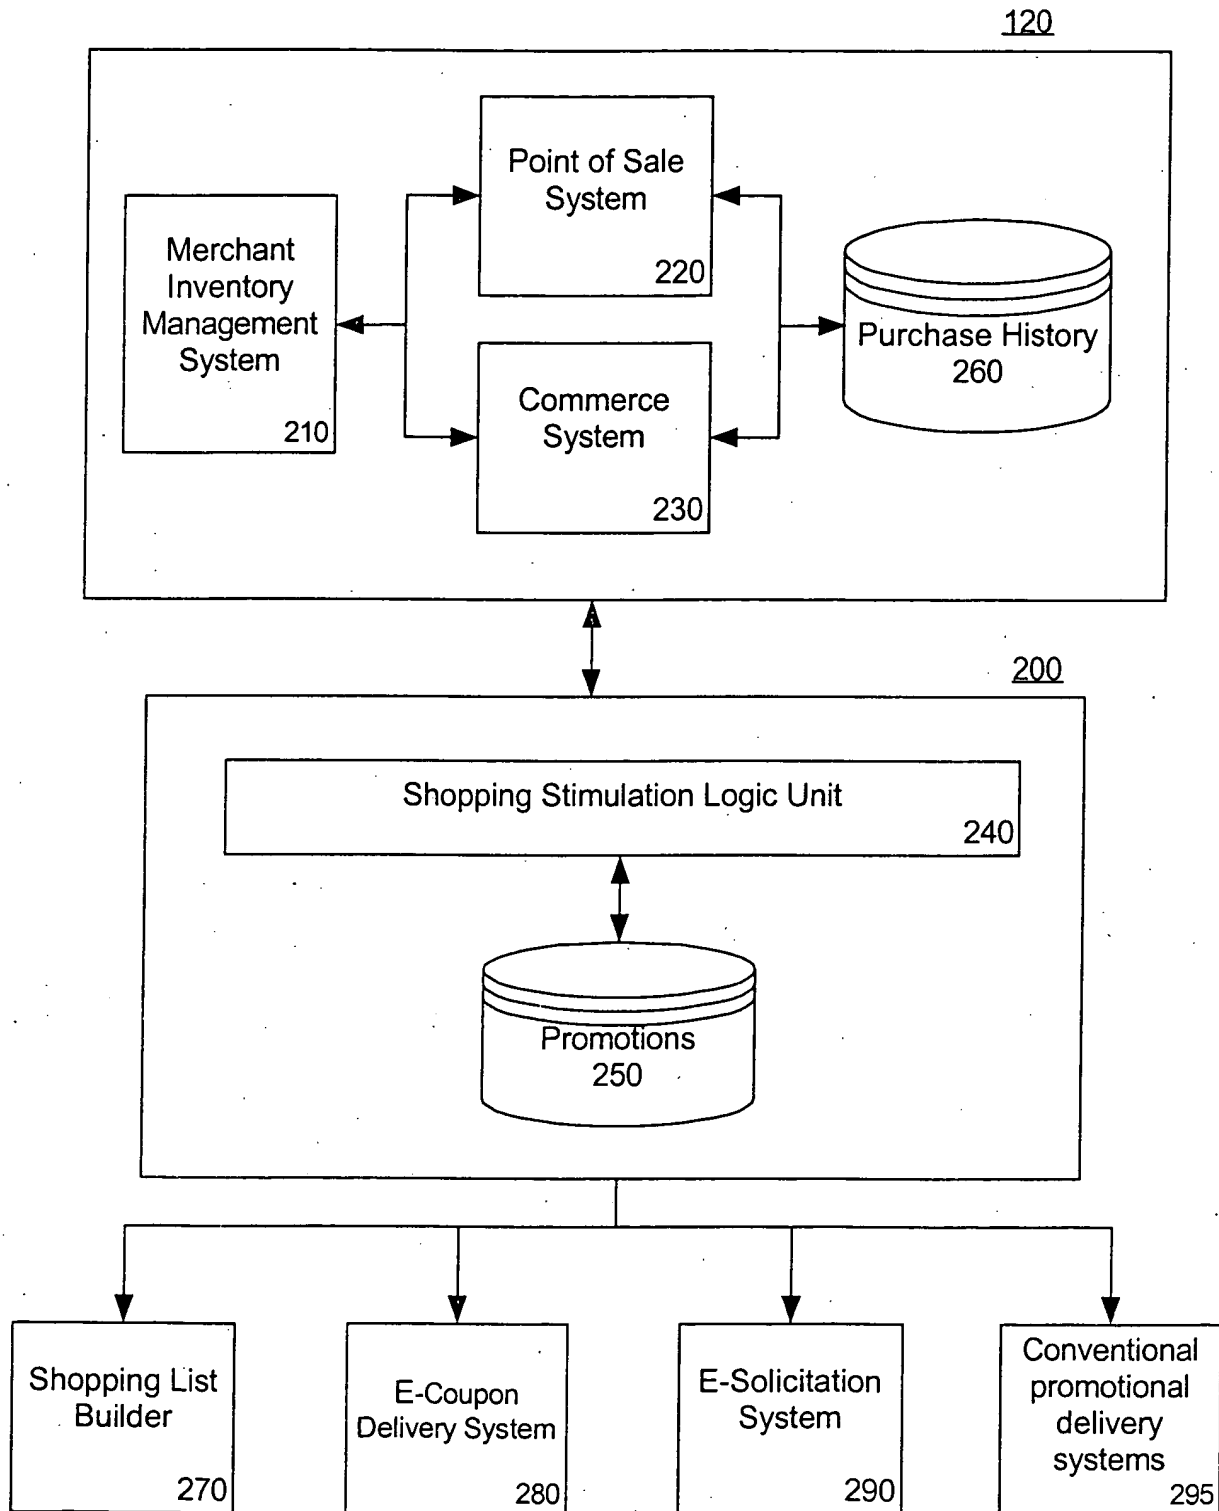 120
Point of Sale
System
220
Merchant
Inventory
Management
System
210
Purchase History
260
Commerce
System
230
200
Shopping Stimulation Logic Unit
240
Promotions
250
Shopping List
Builder
270
E-Coupon
Delivery System
280
E-Solicitation
System
290
Conventional
promotional
delivery
systems
295